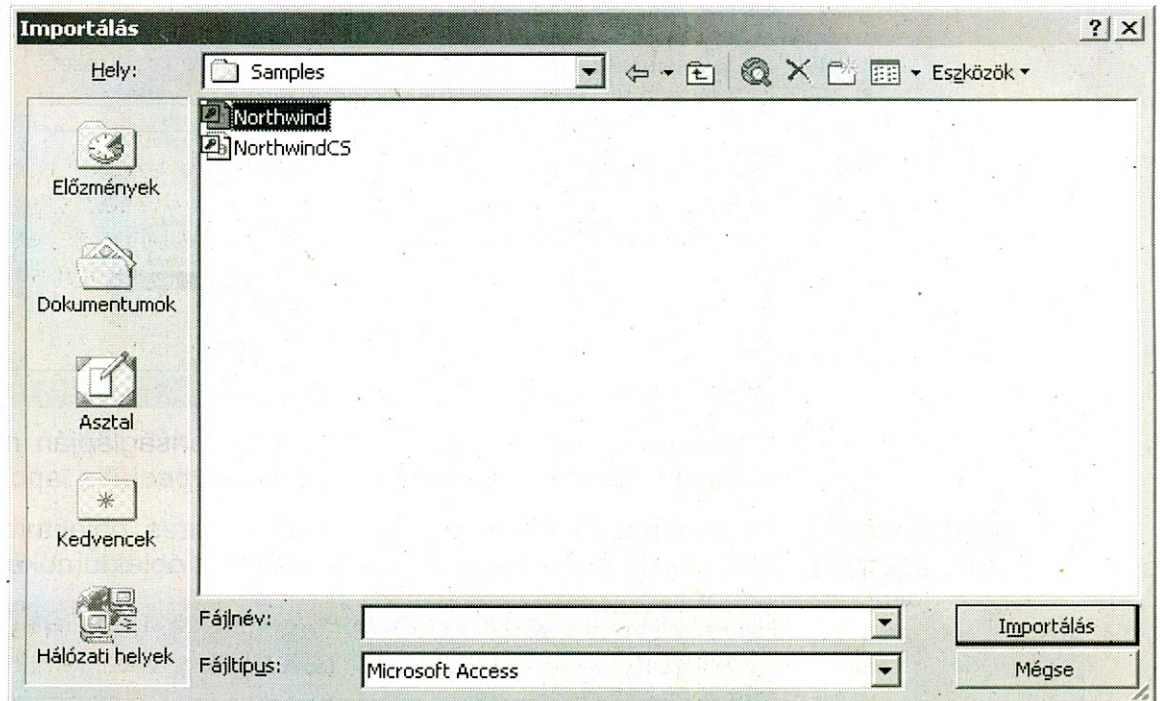 Importálás
Hely:
Samples
Eszközök
Northwind
NorthwindCS
Előzmények
Dokumentumok
Asztal
Kedvencek
Hálózati helyek
Fájlnév:
Importálás
Fájltípus:
Microsoft Access
Mégse